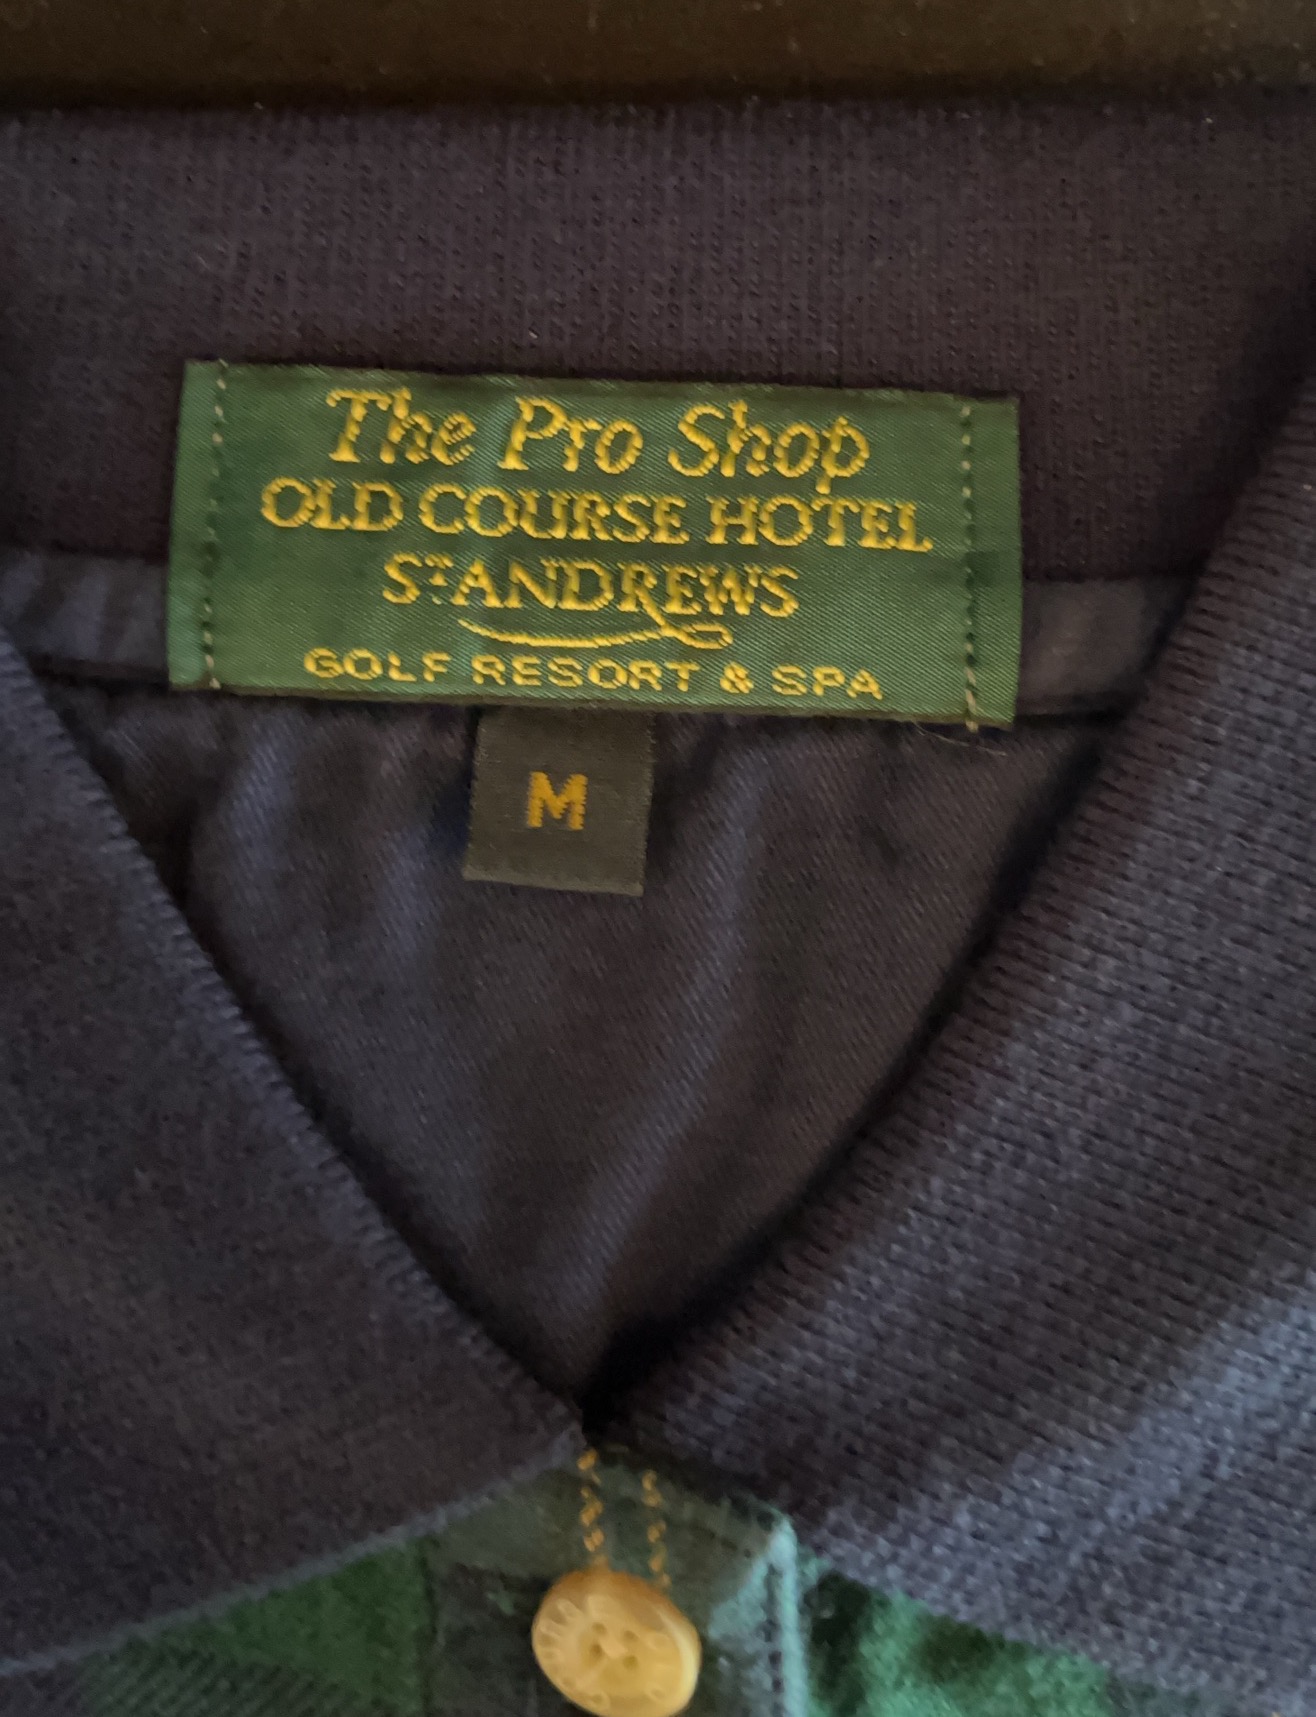 The Pro Shop
OLD COURSE HOTEL
ST ANDREWS
GOLF RESORT & SPA
M